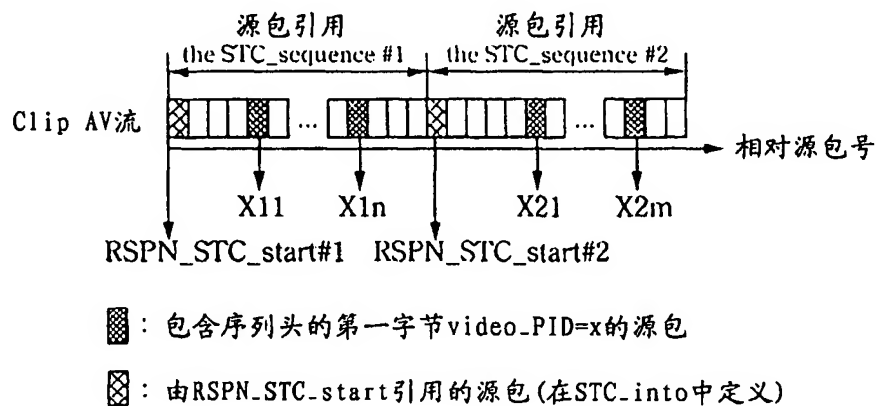 源包引用 源包引用
the STC_sequence #1 the STC_sequence #2
Clip AV流 ... ...
相对源包号
X11 X1n X21 X2m
RSPN_STC_start#1 RSPN_STC_start#2
: 包含序列头的第一字节video_PID=x的源包
: 由RSPN_STC_start引用的源包(在STC_into中定义)